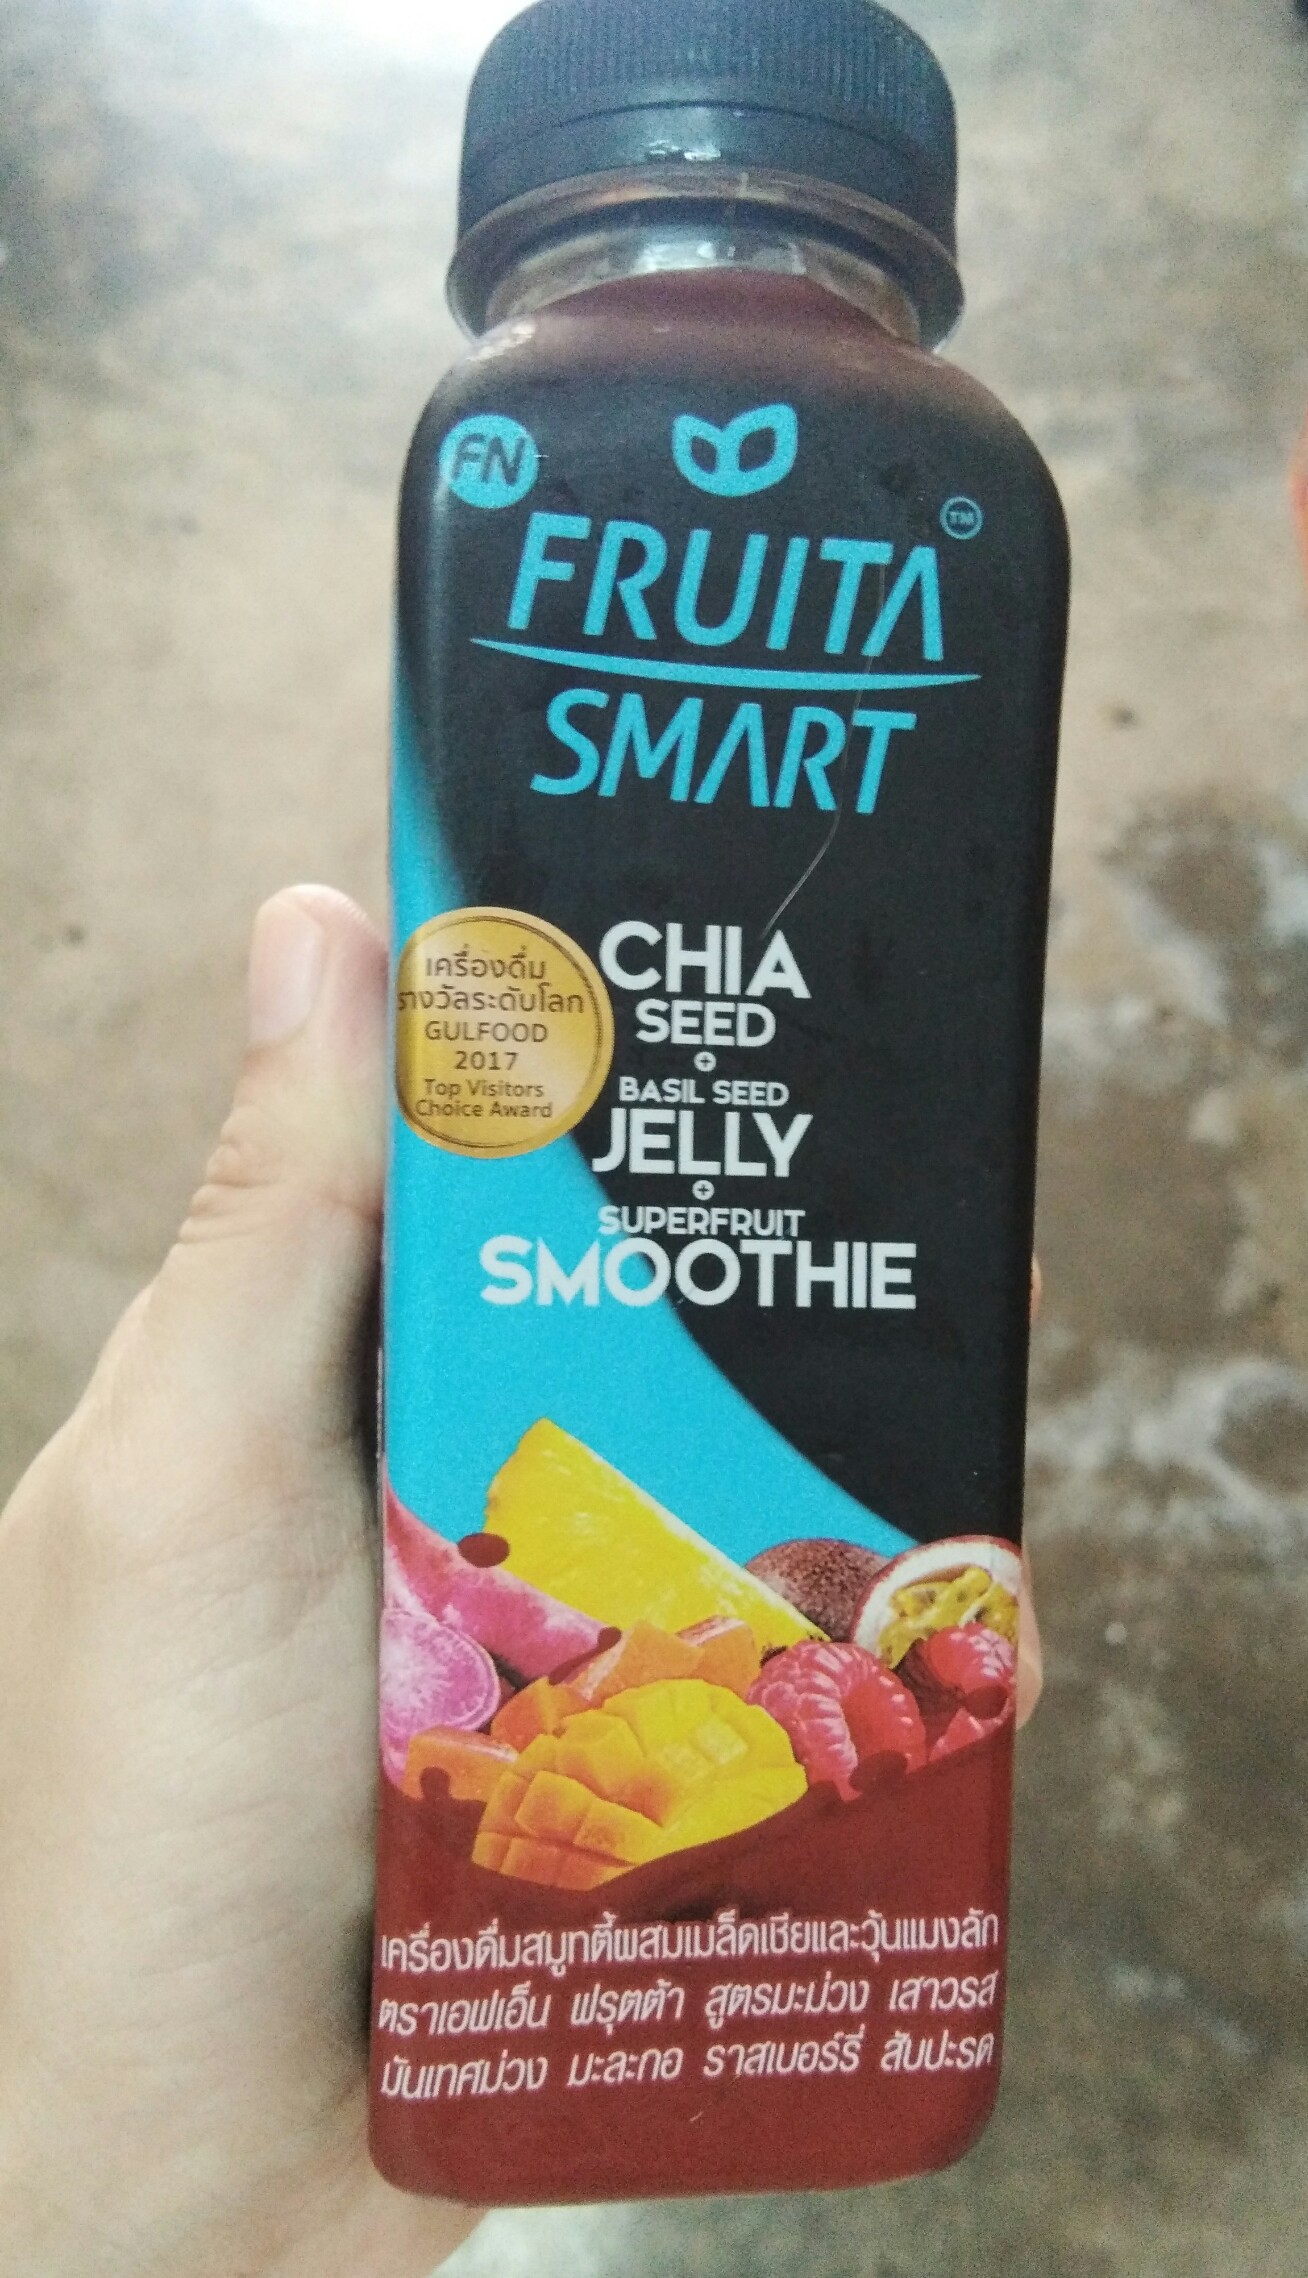 FN
FRUITA
TM
SMART
เครื่องดื่ม
รางวัลระดับโลก
GULFOOD
2017
Top Visitors
Choice Award
CHIA
SEED
+
BASIL SEED
JELLY
+
SUPERFRUIT
SMOOTHIE
เครื่องดื่มสมูทตี้ผสมเมล็ดเชียและวุ้นแมงลัก
ตราเอฟเอ็น ฟรุตต้า สูตรมะม่วง เสาวรส
มันเทศม่วง มะละกอ ราสเบอร์รี่ สับปะรด